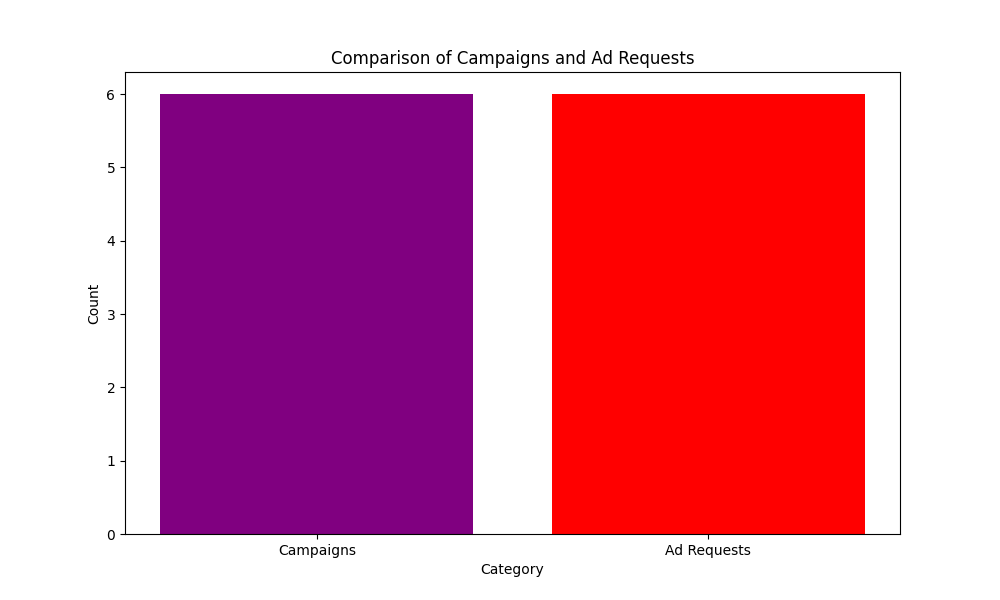 Comparison of Campaigns and Ad Requests
6
5
4
3
2
1
0
Count
Campaigns
Ad Requests
Category